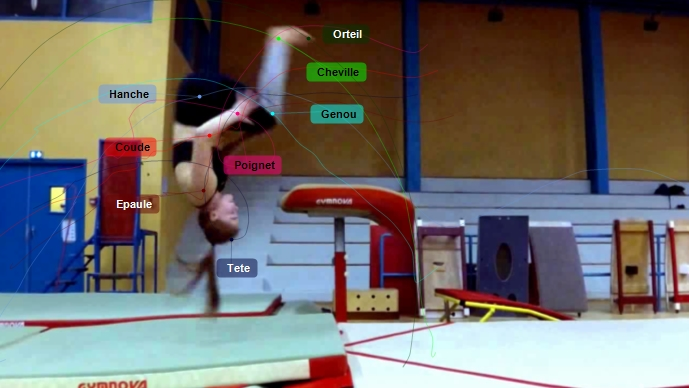 Orteil
Cheville
Hanche
Genou
Coude
Poignet
Epaule
GYMNOVA
Tete
GYMNOVA